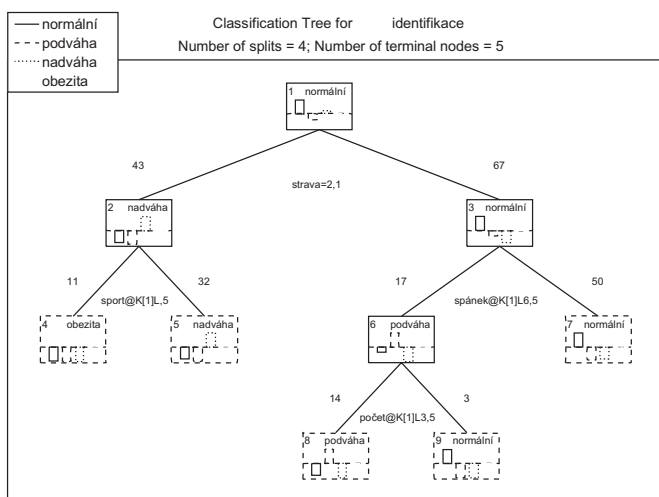 normální
podváha
nadváha
obezita
Classification Tree for identifikace
Number of splits = 4; Number of terminal nodes = 5
1 normální
43
67
strava=2,1
2 nadváha
3 normální
11
32
17
50
sport@K[1]L,5
spánek@K[1]L6,5
4 obezita
5 nadváha
6 podváha
7 normální
14
3
počet@K[1]L3,5
8 podváha
9 normální